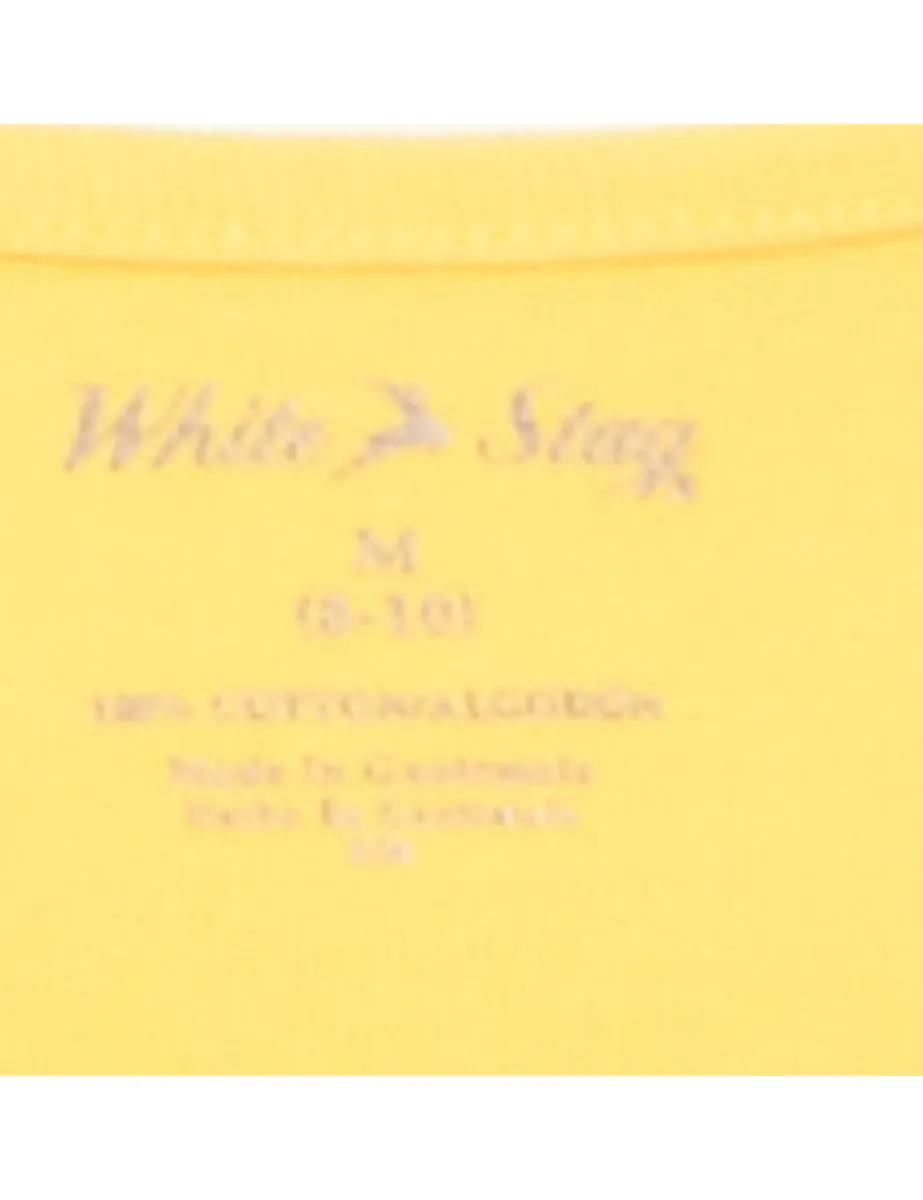 White Stag
M
(8-10)
100% COTTON/ALGODON
Made In Guatemala
Hecho En Guatemala